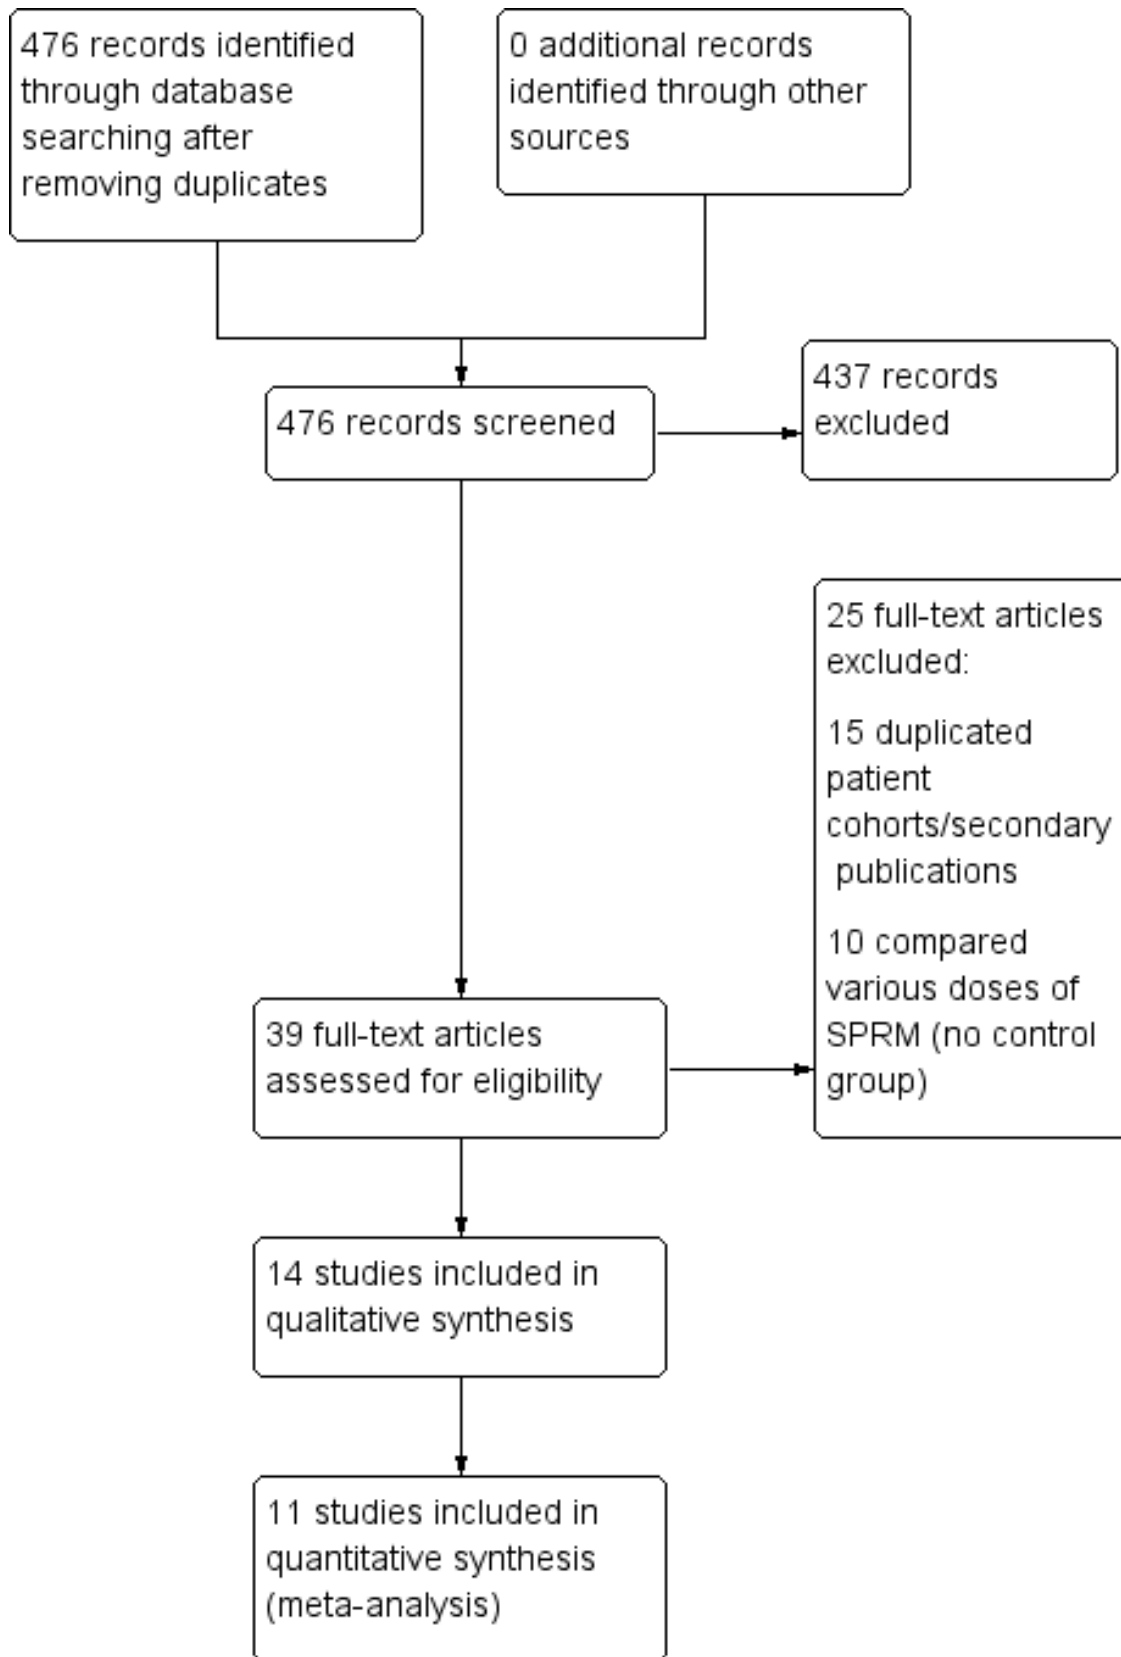 476 records identified
through database
searching after
removing duplicates
0 additional records
identified through other
sources
476 records screened
437 records
excluded
25 full-text articles
excluded:
15 duplicated
patient
cohorts/secondary
publications
10 compared
various doses of
SPRM (no control
group)
39 full-text articles
assessed for eligibility
14 studies included in
qualitative synthesis
11 studies included in
quantitative synthesis
(meta-analysis)